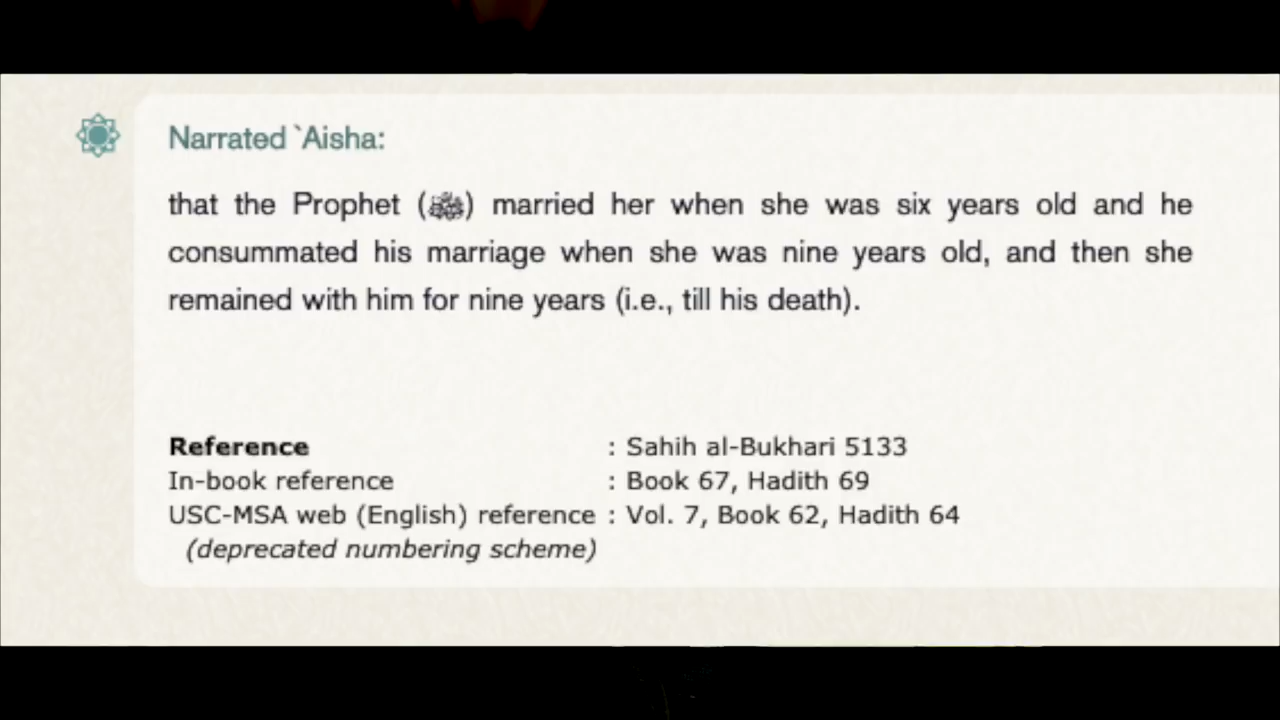 Narrated `Aisha:
that the Prophet (ﷺ) married her when she was six years old and he
consummated his marriage when she was nine years old, and then she
remained with him for nine years (i.e., till his death).
Reference : Sahih al-Bukhari 5133
In-book reference : Book 67, Hadith 69
USC-MSA web (English) reference : Vol. 7, Book 62, Hadith 64
(deprecated numbering scheme)